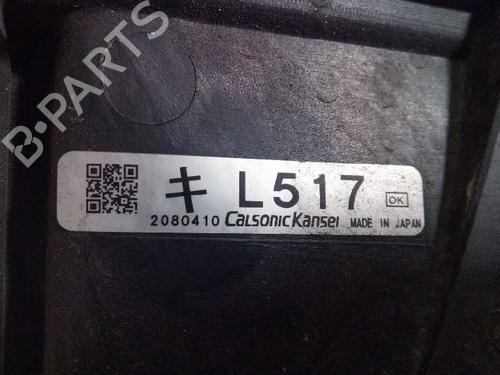 B-PARTS
キ L517 OK
2080410 CalsonicKansei MADE IN JAPAN